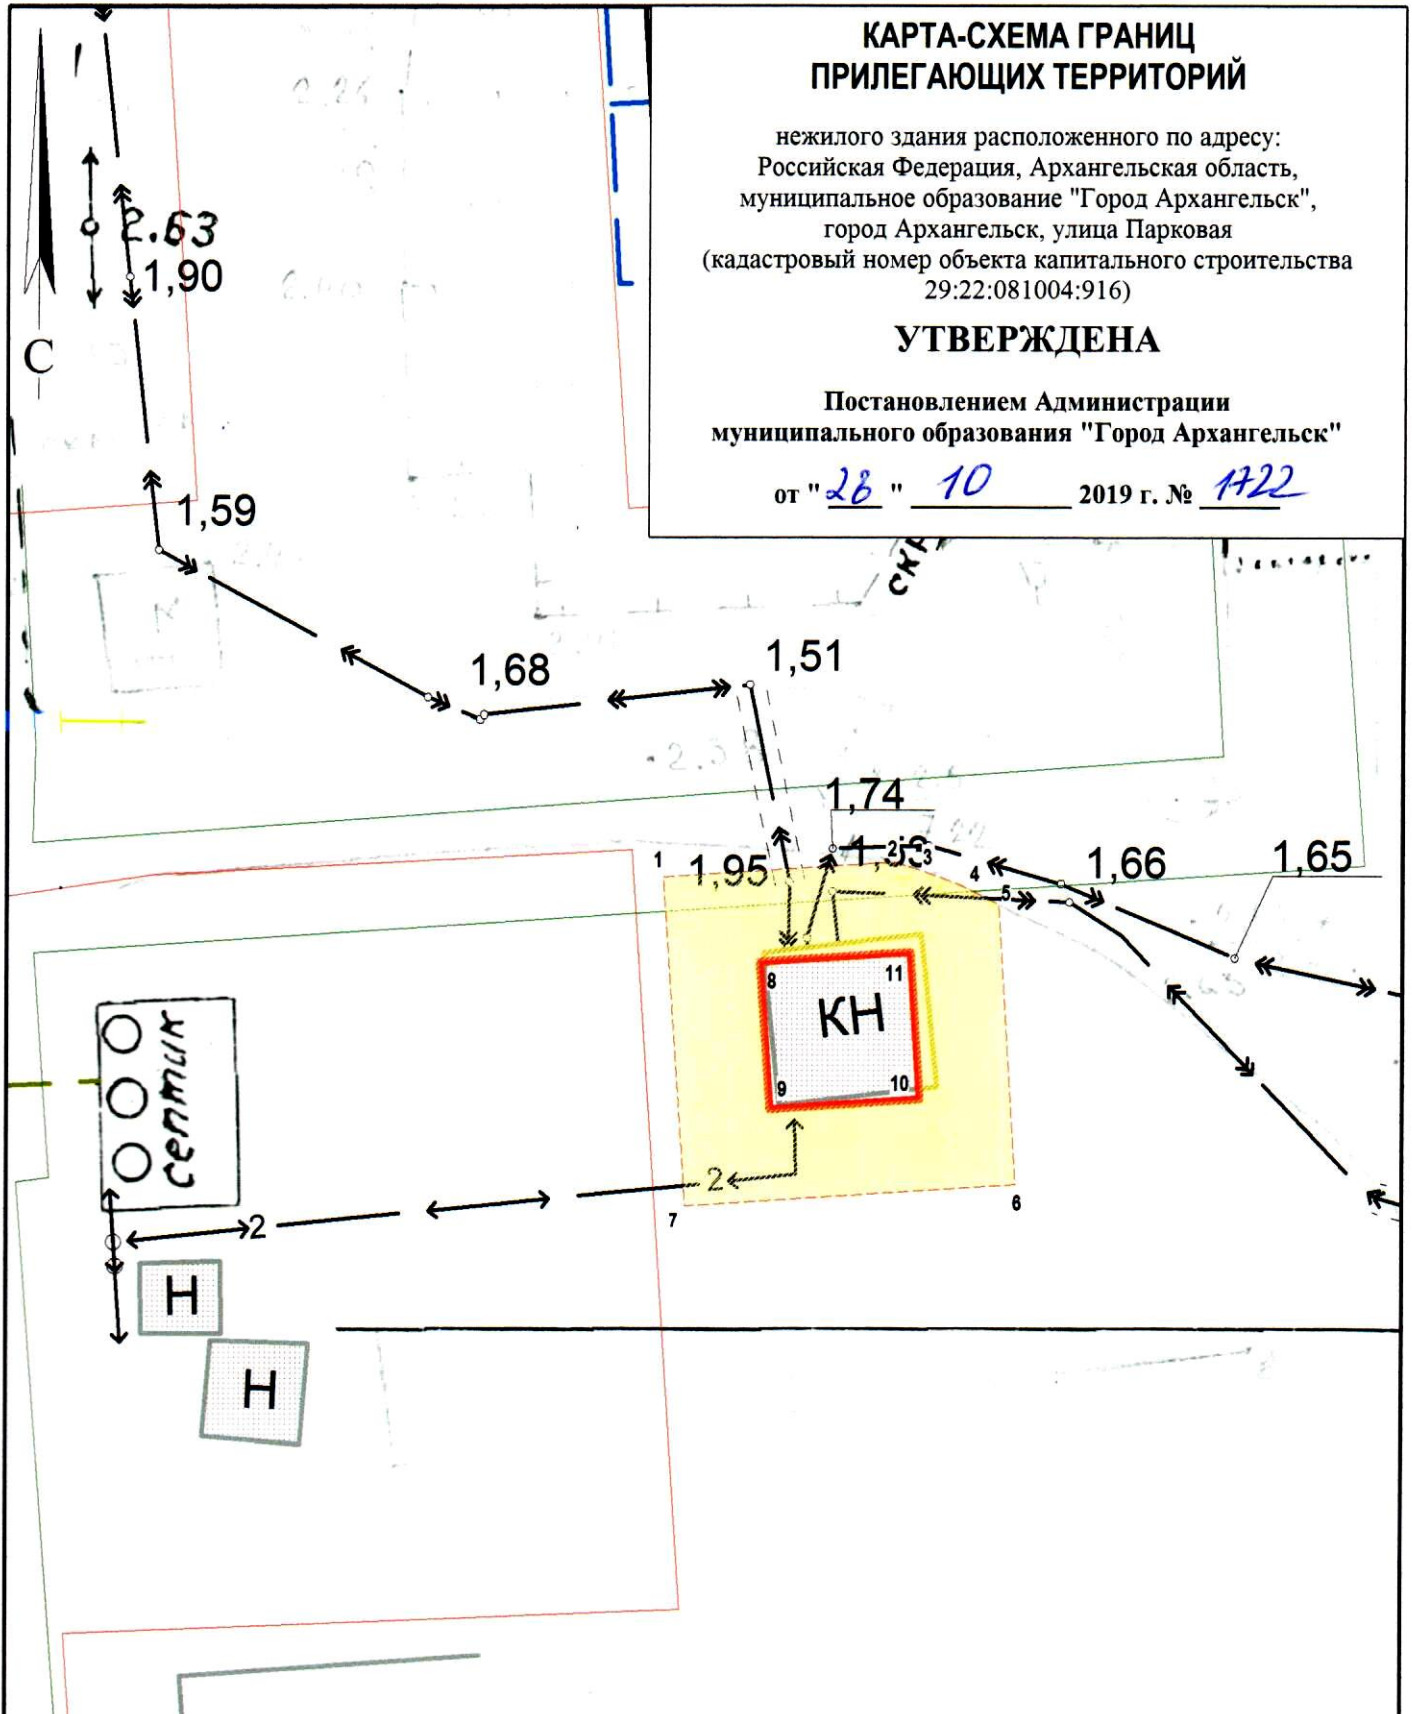 КАРТА-СХЕМА ГРАНИЦ
ПРИЛЕГАЮЩИХ ТЕРРИТОРИЙ
нежилого здания расположенного по адресу:
Российская Федерация, Архангельская область,
муниципальное образование "Город Архангельск",
город Архангельск, улица Парковая
(кадастровый номер объекта капитального строительства
29:22:081004:916)
УТВЕРЖДЕНА
Постановлением Администрации
муниципального образования "Город Архангельск"
от "28" 10 2019 г. № 1722
2.63
1,90
С
1,59
1,68
1,51
1,74
1
1,95
2
3
4
5
1,66
1,65
8
11
КН
9
10
септик
2
6
7
2
Н
Н